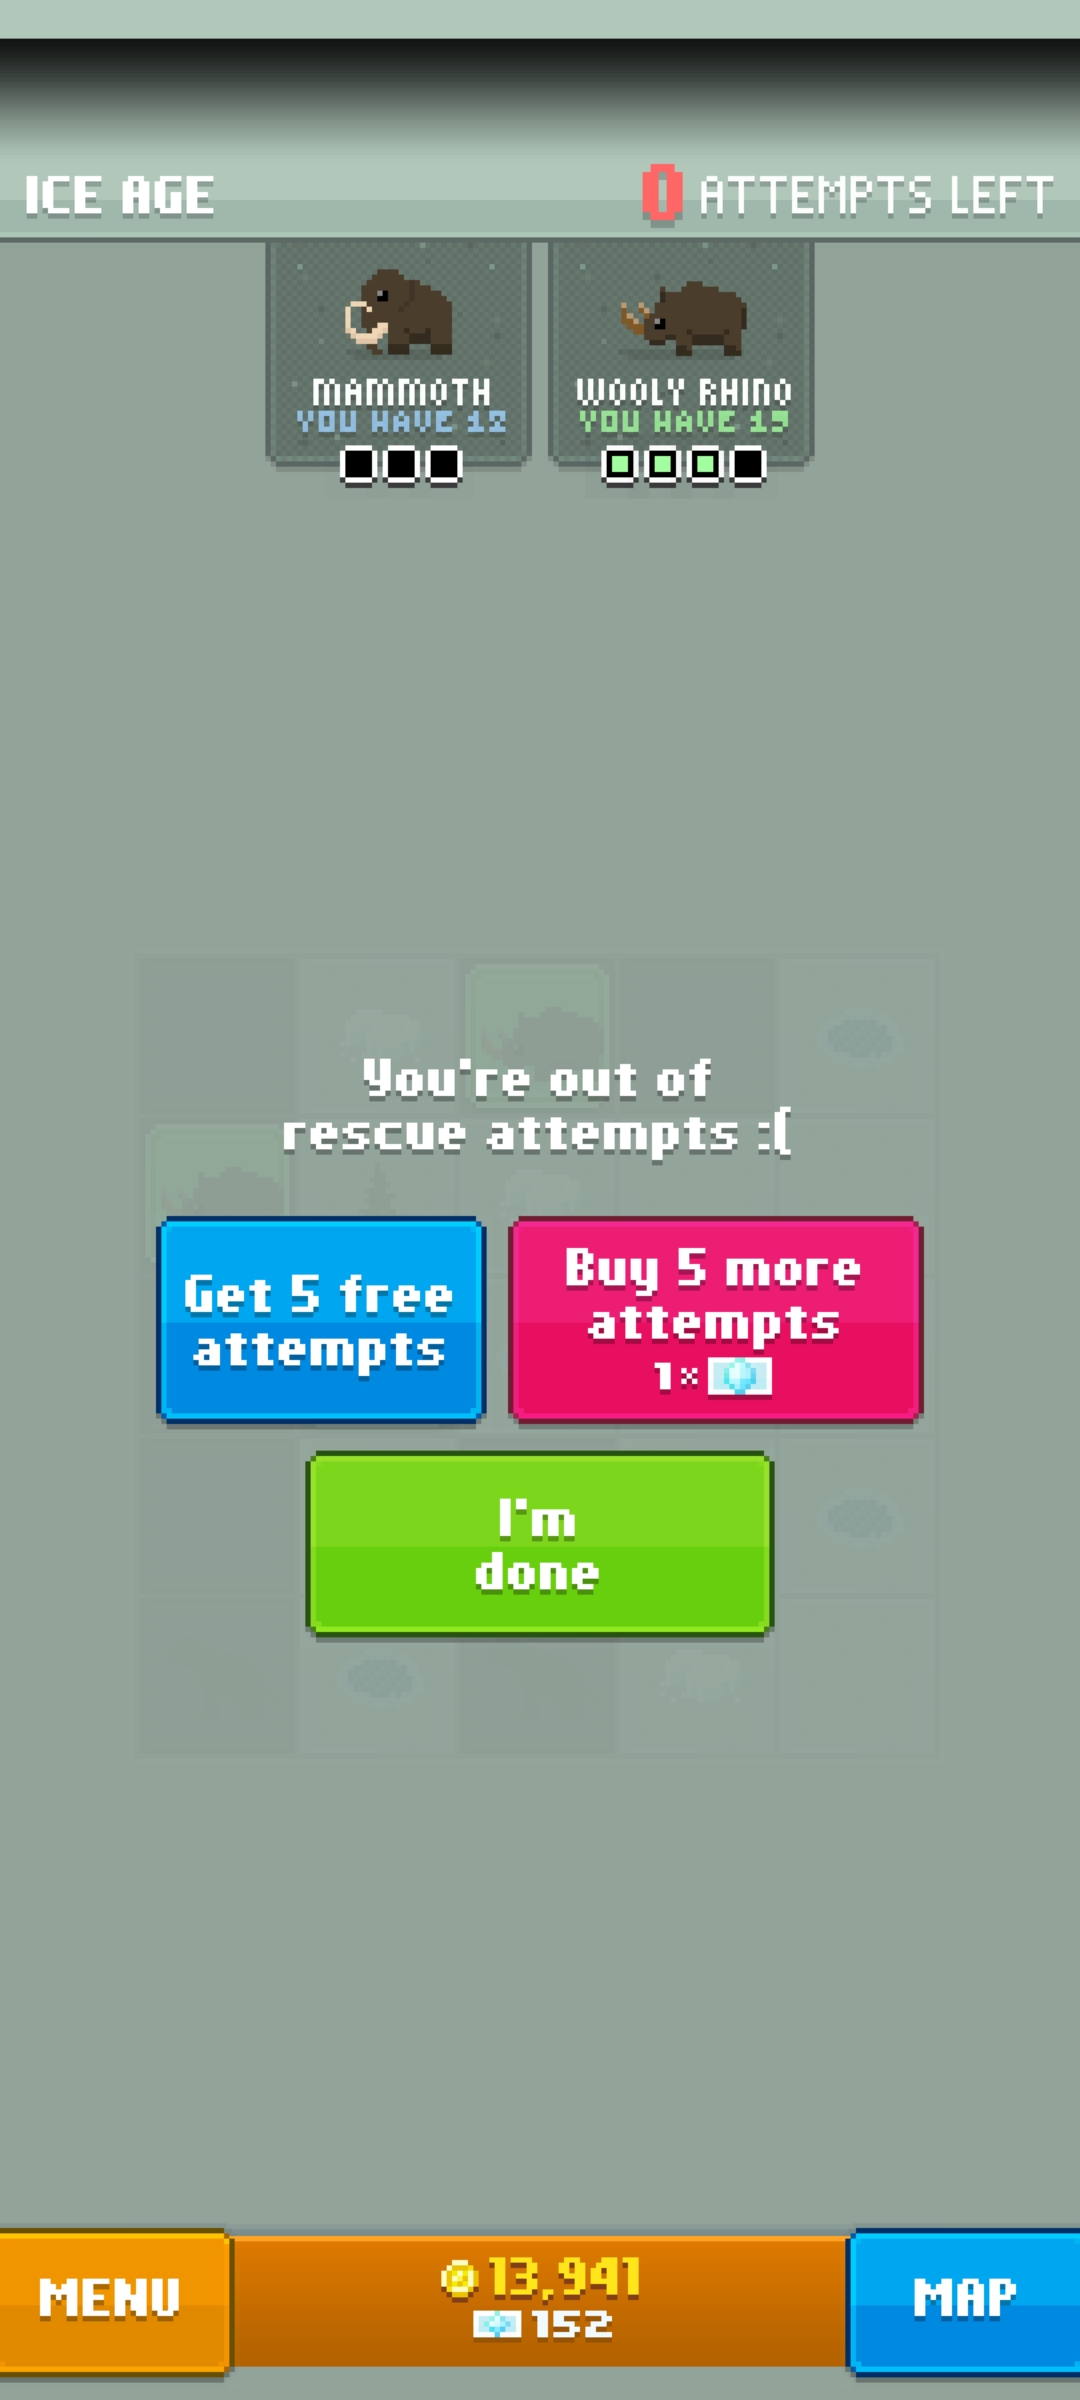 ICE AGE
0 ATTEMPTS LEFT
MAMMOTH
YOU HAVE 12
WOOLY RHINO
YOU HAVE 19
You're out of
rescue attempts :(
Get 5 free
attempts
Buy 5 more
attempts
1×
I'm
done
MENU
13,941
152
MAP